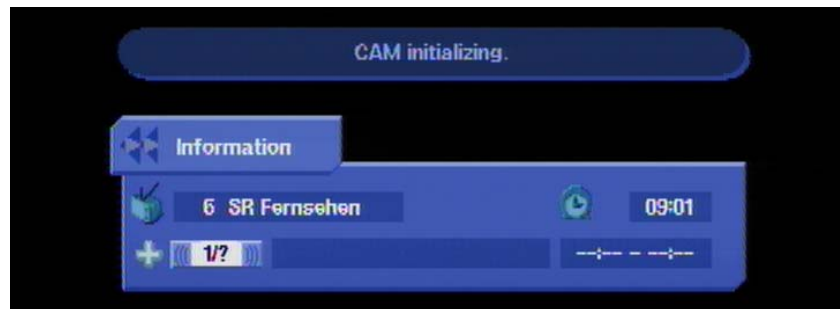 CAM initializing.
Information
6 SR Fernsehen
09:01
1/?
--:-- - --:--